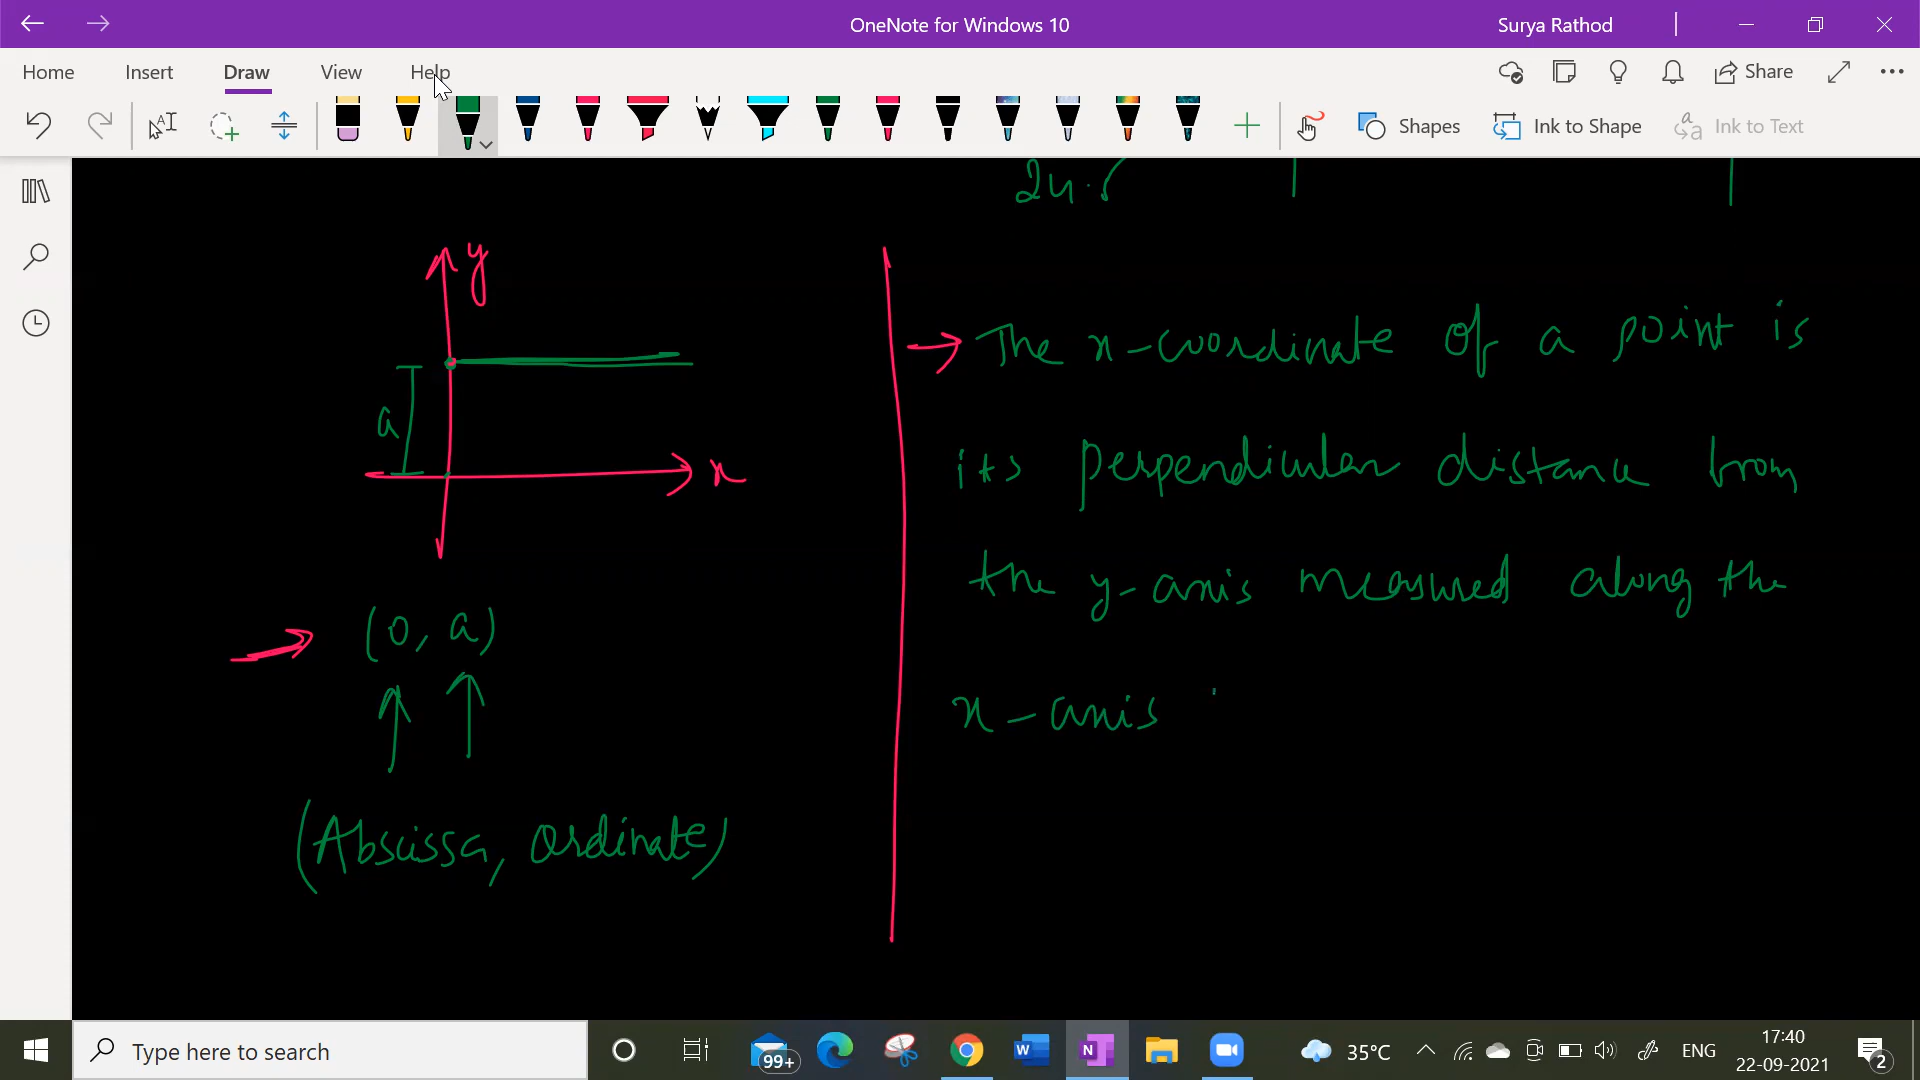 OneNote for Windows 10
Surya Rathod
Home Insert Draw View Help
Share
Shapes
Ink to Shape
Ink to Text
y
a
x
(0, a)
(Abscissa, ordinate)
→ The x-coordinate of a point is
its perpendicular distance from
the y-axis measured along the
x-axis
Type here to search
99+
35°C
ENG
17:40
22-09-2021
2